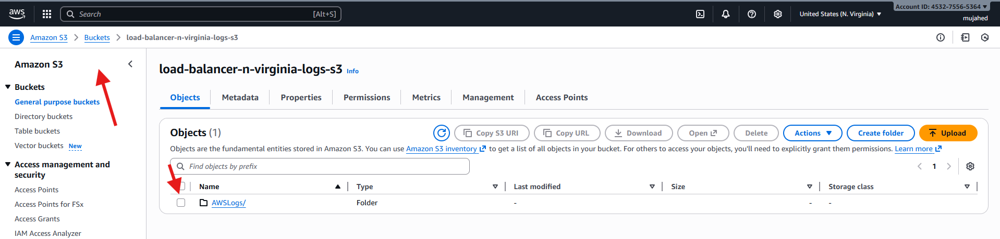 aws Search [Alt+S] United States (N. Virginia) Account ID: 4532-7556-5364
mujahed
Amazon S3 Buckets load-balancer-n-virginia-logs-s3
Amazon S3
Buckets
General purpose buckets
Directory buckets
Table buckets
Vector buckets New
Access management and
security
Access Points
Access Points for FSx
Access Grants
IAM Access Analyzer
load-balancer-n-virginia-logs-s3 Info
Objects Metadata Properties Permissions Metrics Management Access Points
Objects (1) Copy S3 URI Copy URL Download Open Delete Actions Create folder Upload
Objects are the fundamental entities stored in Amazon S3. You can use Amazon S3 inventory to get a list of all objects in your bucket. For others to access your objects, you'll need to explicitly grant them permissions. Learn more
Find objects by prefix 1
Name Type Last modified Size Storage class
AWSLogs/ Folder - - -